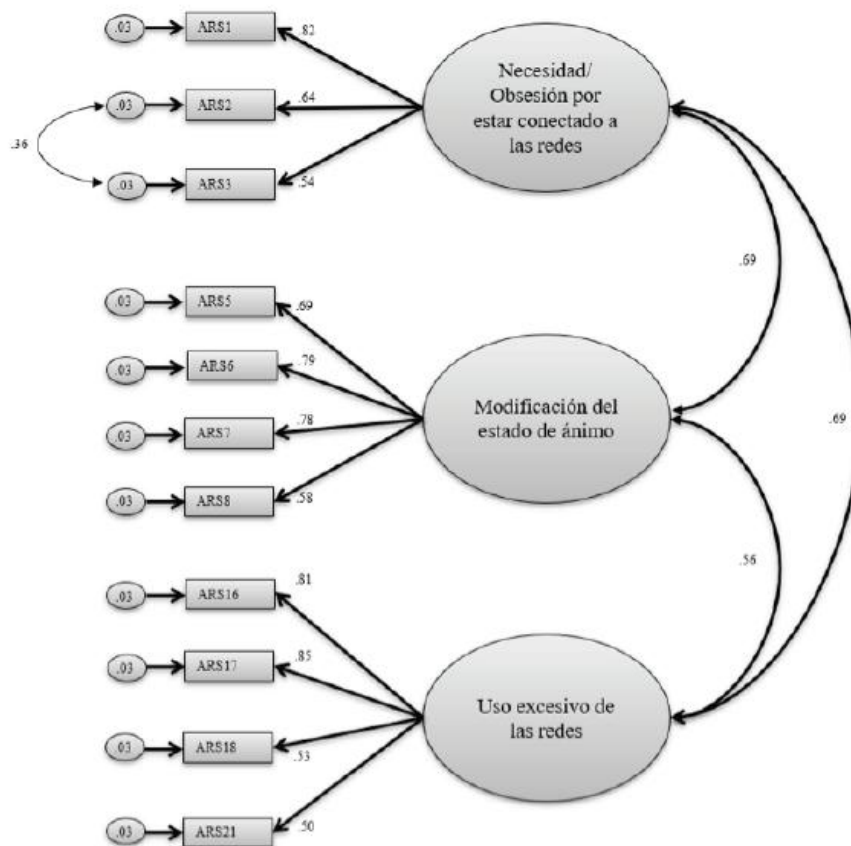 .03 ARS1 .82
.03 ARS2 .64
.36
.03 ARS3 .54
Necesidad/
Obsesión por
estar conectado a
las redes
.69
.03 ARS5 .69
.03 ARS6 .79
.03 ARS7 .78
.03 ARS8 .58
Modificación del
estado de ánimo
.69
.56
.03 ARS16 .81
.03 ARS17 .85
.03 ARS18 .53
.03 ARS21 .50
Uso excesivo de
las redes